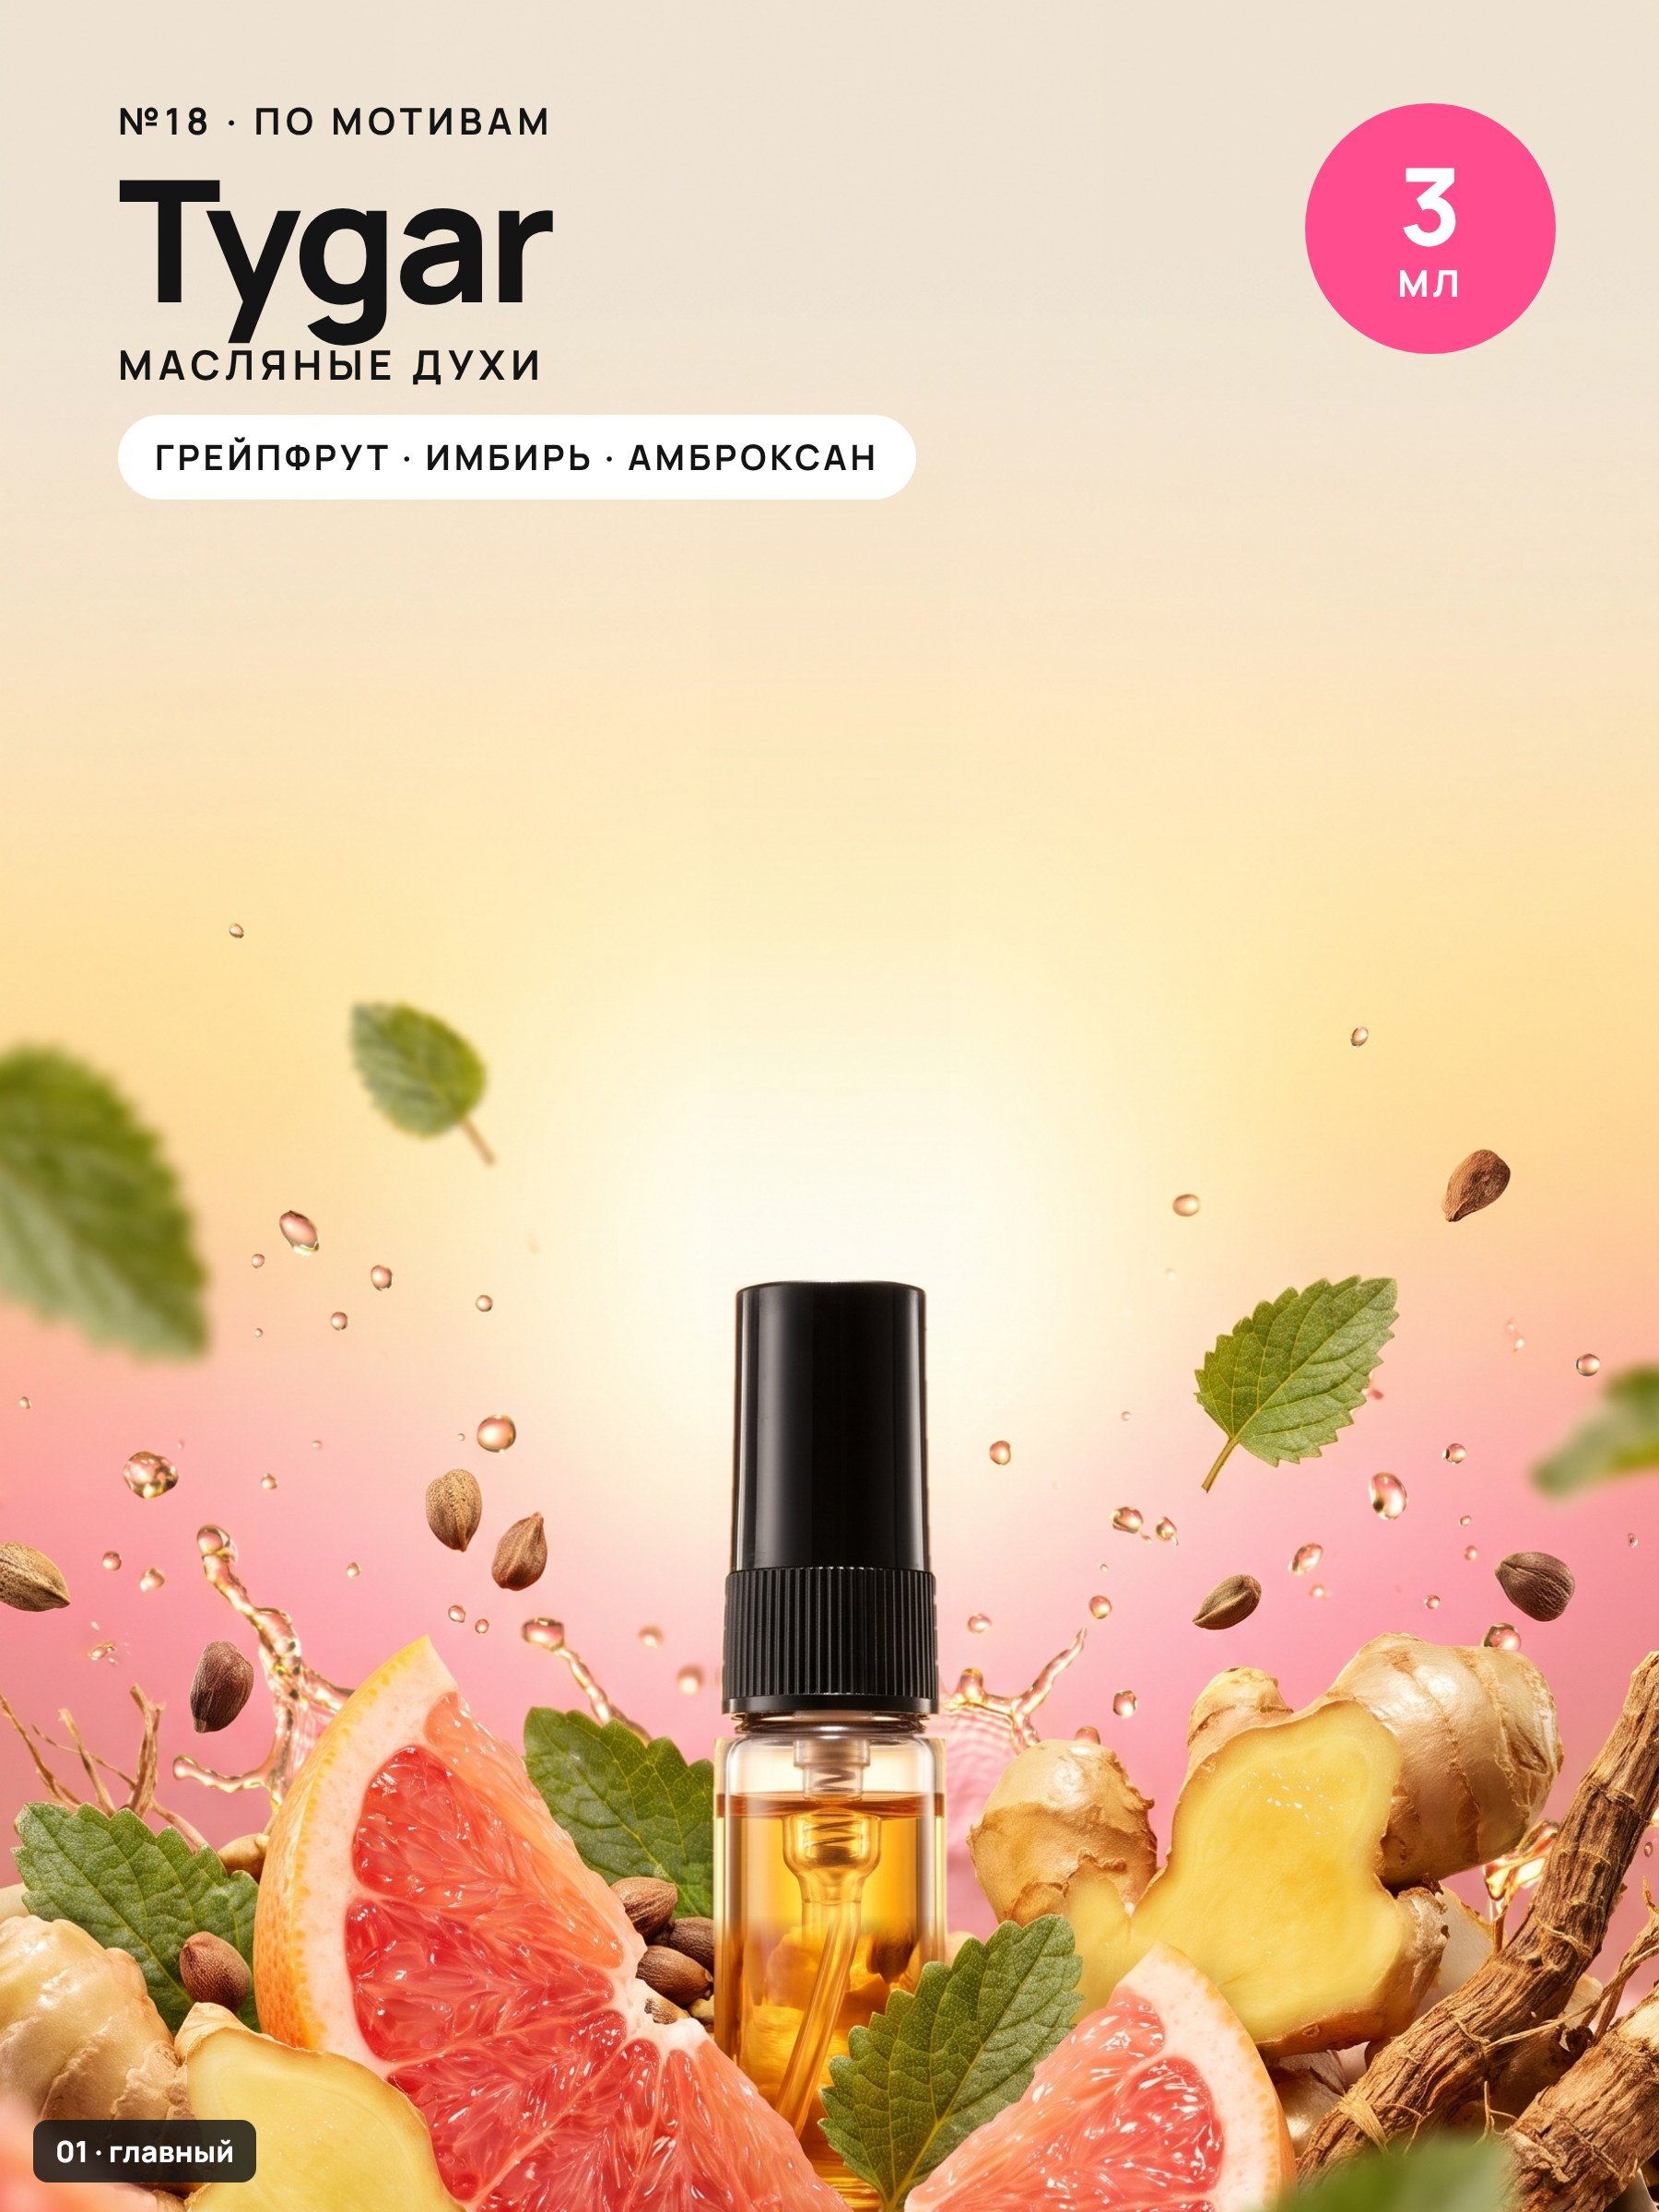 №18 · ПО МОТИВАМ
Tygar
МАСЛЯНЫЕ ДУХИ
ГРЕЙПФРУТ · ИМБИРЬ · АМБРОКСАН
3
МЛ
01 · главный